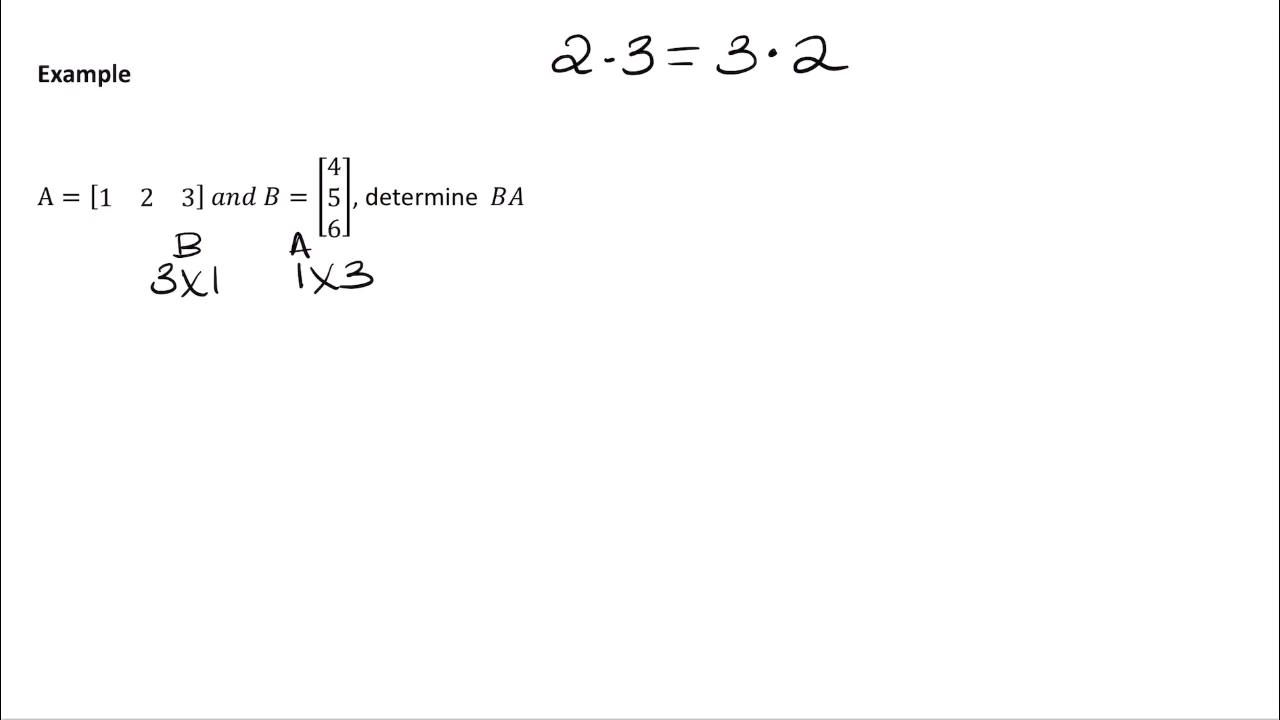 2 · 3 = 3 · 2
Example
A = [1 2 3] and B = [4 5 6], determine BA
B A
3X1 1X3